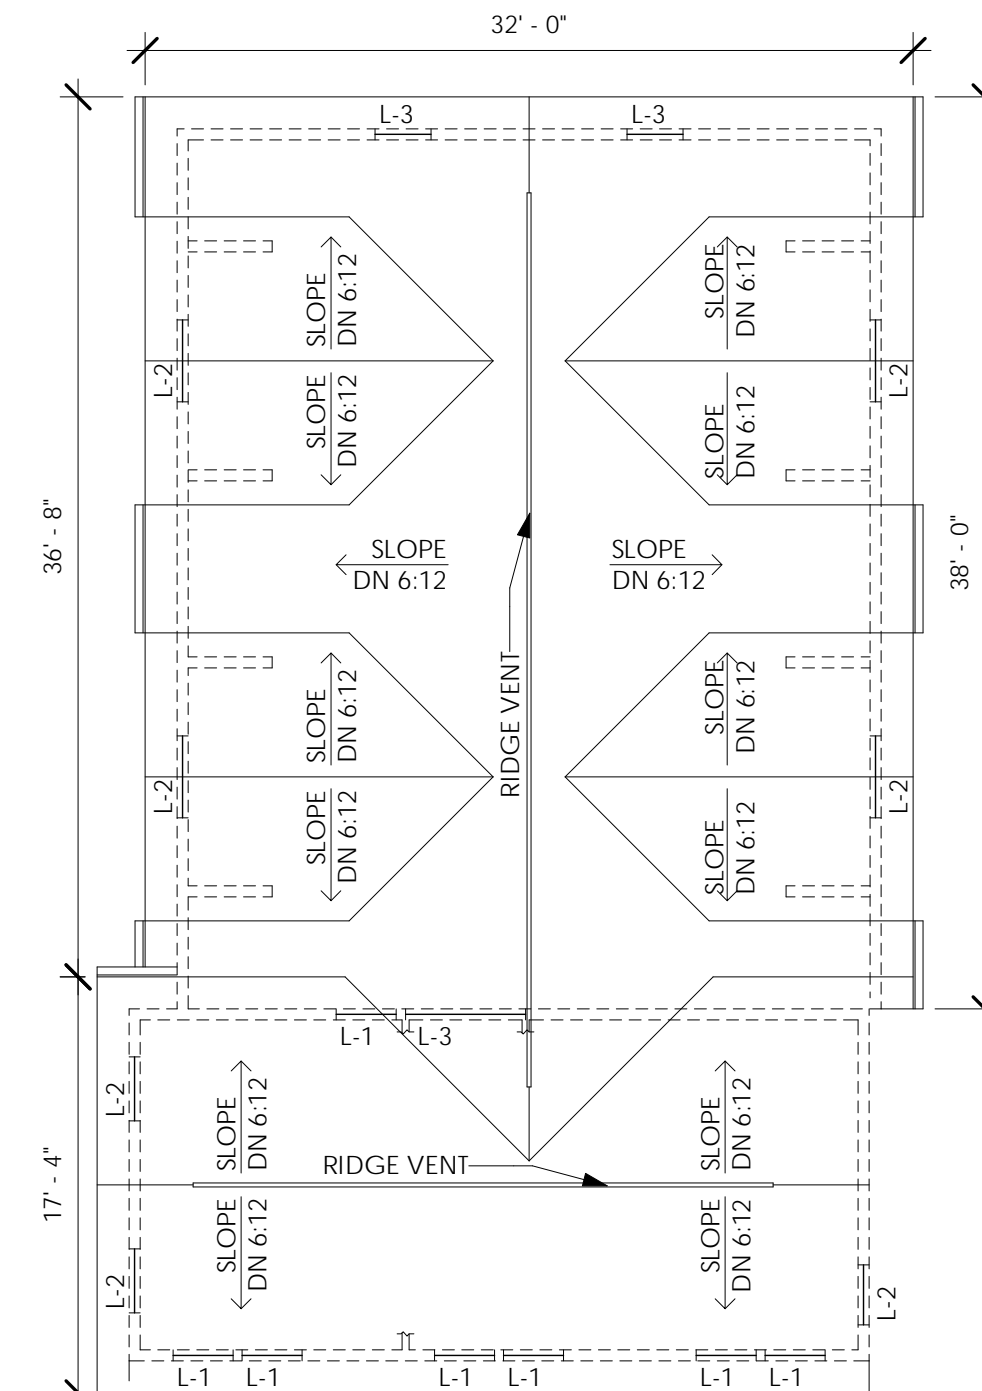 32' - 0"
L-3 L-3
SLOPE
DN 6:12
SLOPE
DN 6:12
L-2
L-2
SLOPE
DN 6:12
SLOPE
DN 6:12
36' - 8"
SLOPE
DN 6:12
SLOPE
DN 6:12
38' - 0"
RIDGE VENT
SLOPE
DN 6:12
SLOPE
DN 6:12
L-2
L-2
SLOPE
DN 6:12
SLOPE
DN 6:12
L-1 L-3
L-2
SLOPE
DN 6:12
SLOPE
DN 6:12
RIDGE VENT
17' - 4"
SLOPE
DN 6:12
SLOPE
DN 6:12
L-2
L-2
L-1 L-1 L-1 L-1 L-1 L-1